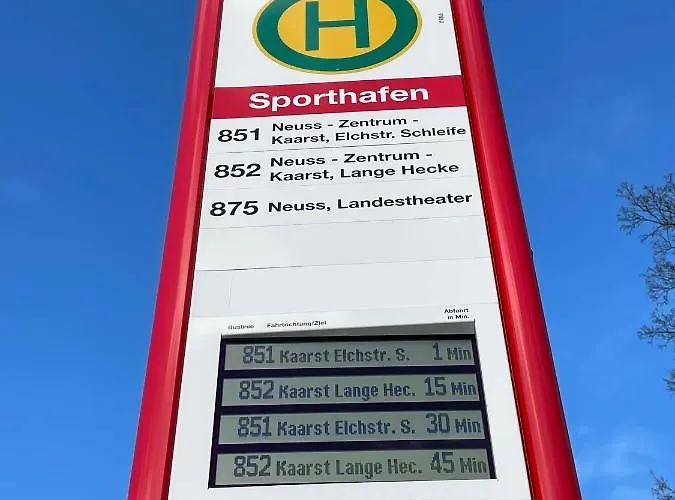 H
Sporthafen
851 Neuss - Zentrum -
Kaarst, Elchstr. Schleife
852 Neuss - Zentrum -
Kaarst, Lange Hecke
875 Neuss, Landestheater
Buslinie Fahrtrichtung/Ziel Abfahrt
in Min.
851 Kaarst Elchstr. S. 1 Min
852 Kaarst Lange Hec. 15 Min
851 Kaarst Elchstr. S. 30 Min
852 Kaarst Lange Hec. 45 Min